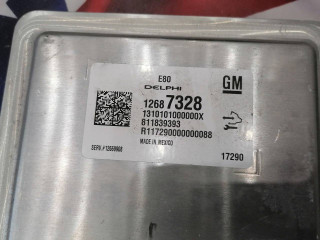 E80
DELPHI
GM
1268 7328
1310101000000X
811839393
R117290000000088
MADE IN MEXICO
17290